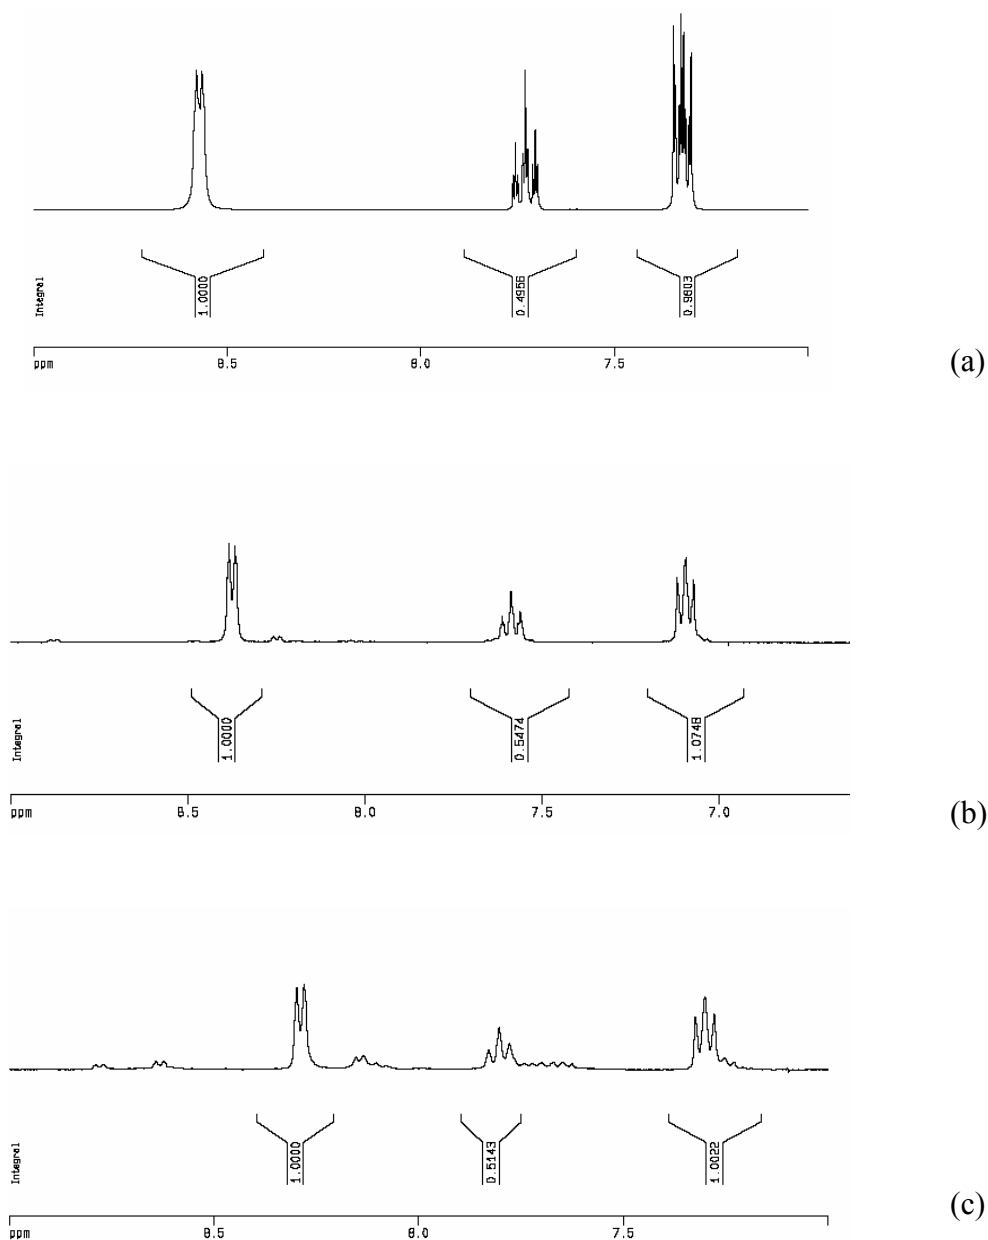 Integral
1.0000
0.4956
0.9803
ppm 8.5 8.0 7.5
(a)
Integral
1.0000
0.5474
1.0748
ppm 8.5 8.0 7.5 7.0
(b)
Integral
1.0000
0.5143
1.0022
ppm 8.5 8.0 7.5
(c)